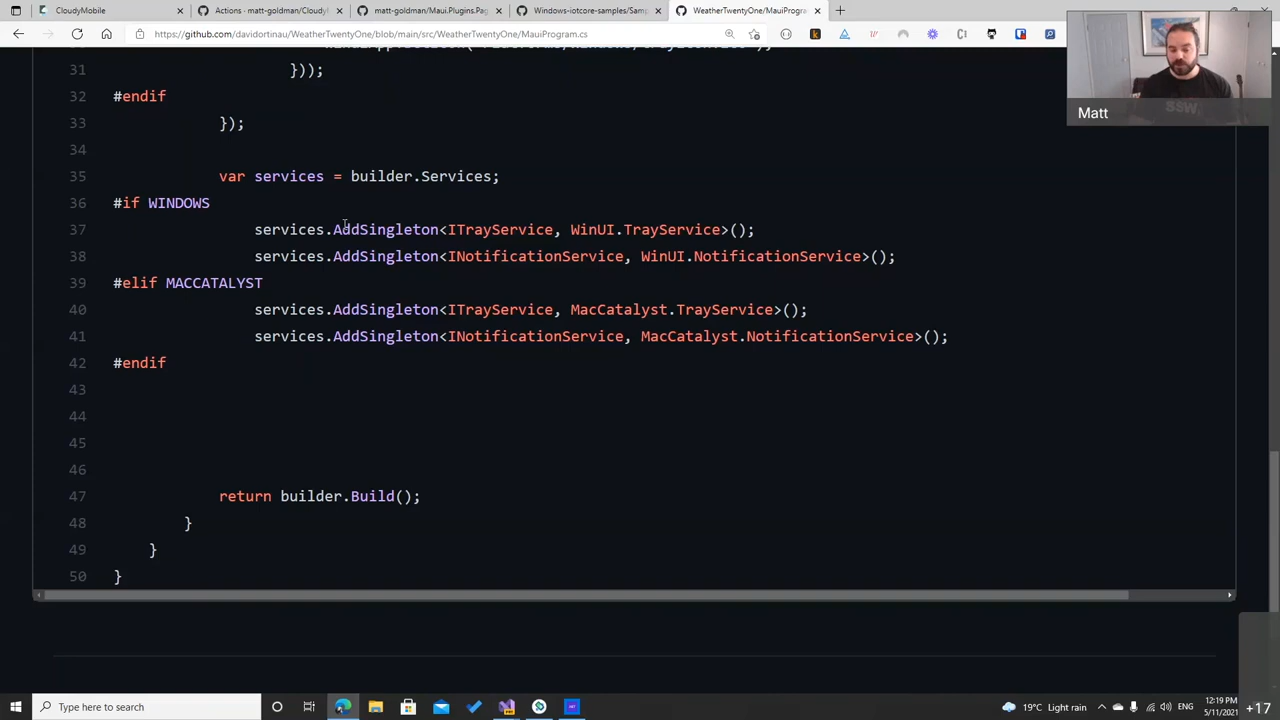 CloudyMobile
Actions · matt-goldman/Cloudy
matt-goldman/Maui.Plugins.Pag
Windows-iotcore-samples/Samp
WeatherTwentyOne/MauiProgram
https://github.com/davidortinau/WeatherTwentyOne/blob/main/src/WeatherTwentyOne/MauiProgram.cs
Matt
31 }));
32 #endif
33 });
34
35 var services = builder.Services;
36 #if WINDOWS
37 services.AddSingleton<ITrayService, WinUI.TrayService>();
38 services.AddSingleton<INotificationService, WinUI.NotificationService>();
39 #elif MACCATALYST
40 services.AddSingleton<ITrayService, MacCatalyst.TrayService>();
41 services.AddSingleton<INotificationService, MacCatalyst.NotificationService>();
42 #endif
43
44
45
46
47 return builder.Build();
48 }
49 }
50 }
Type here to search
19°C Light rain
12:19 PM
5/11/2021
+17